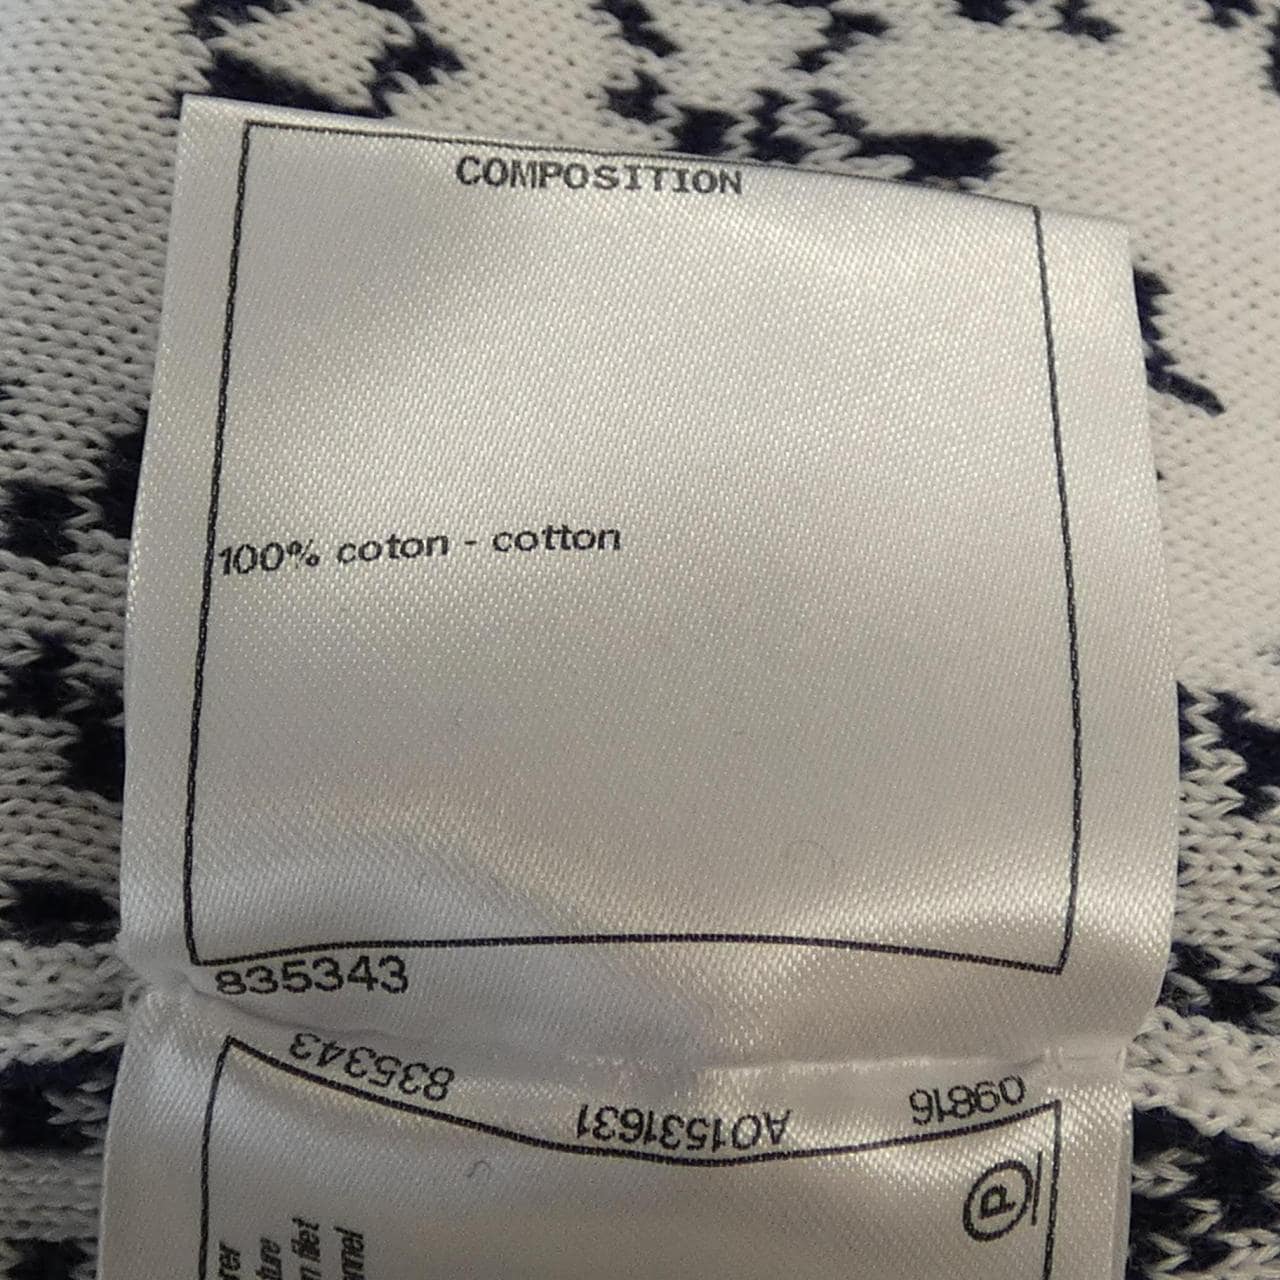 COMPOSITION
100% coton - cotton
835343
835343
A01531631
09816
P